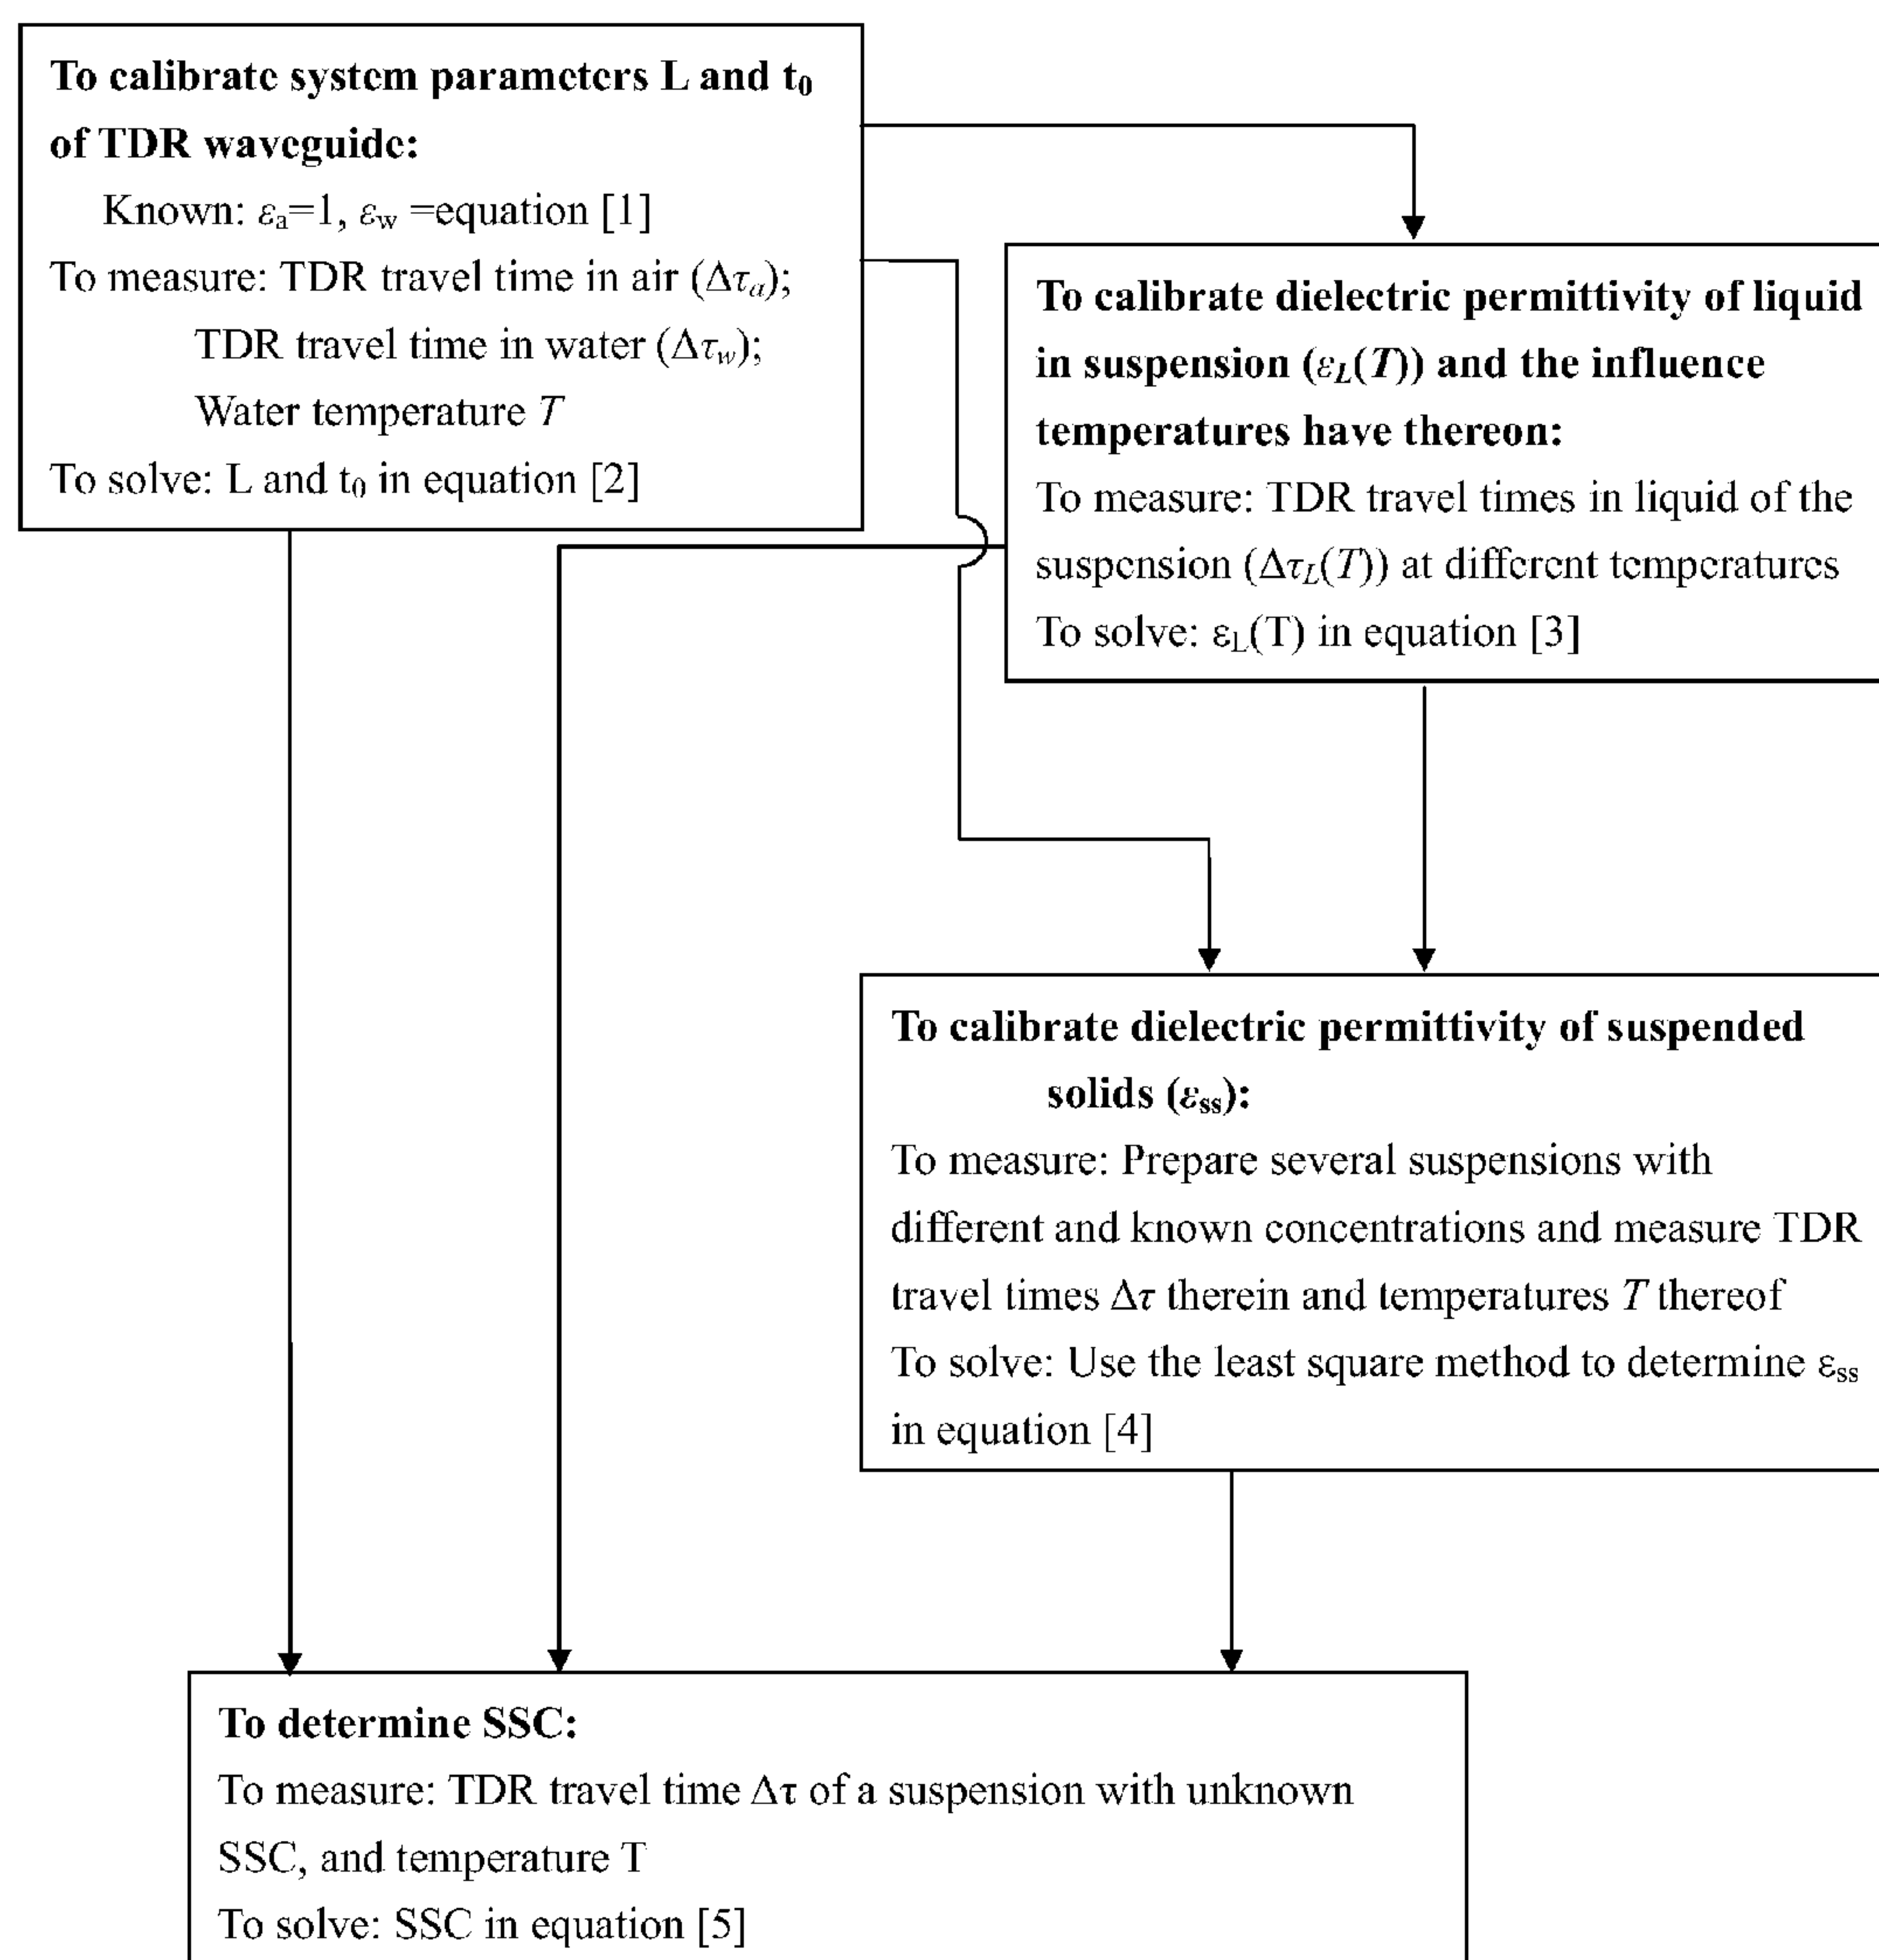 To calibrate system parameters L and t₀
of TDR waveguide:
Known: εa=1, εw =equation [1]
To measure: TDR travel time in air (Δτa);
TDR travel time in water (Δτw);
Water temperature T
To solve: L and t₀ in equation [2]
To calibrate dielectric permittivity of liquid
in suspension (εL(T)) and the influence
temperatures have thereon:
To measure: TDR travel times in liquid of the
suspension (ΔτL(T)) at different temperatures
To solve: εL(T) in equation [3]
To calibrate dielectric permittivity of suspended
solids (εss):
To measure: Prepare several suspensions with
different and known concentrations and measure TDR
travel times Δτ therein and temperatures T thereof
To solve: Use the least square method to determine εss
in equation [4]
To determine SSC:
To measure: TDR travel time Δτ of a suspension with unknown
SSC, and temperature T
To solve: SSC in equation [5]